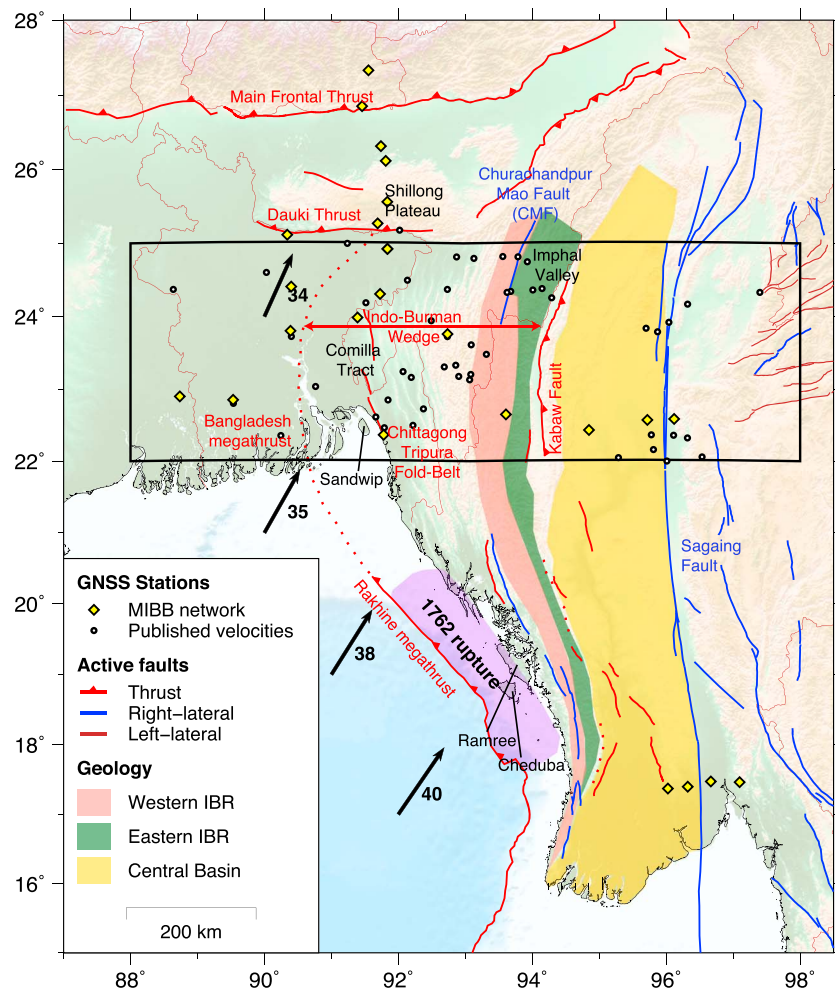 28°
Main Frontal Thrust
26°
Churachandpur
Mao Fault
(CMF)
Shillong
Plateau
Dauki Thrust
Imphal
Valley
34
24°
Indo-Burman
Wedge
Comilla
Tract
Kabaw Fault
Bangladesh
megathrust
Chittagong
Tripura
Fold-Belt
22°
Sandwip
35
Sagaing
Fault
GNSS Stations
MIBB network
Published velocities
20°
Rakhine megathrust
1762 rupture
38
Active faults
Thrust
Right–lateral
Left–lateral
18°
Ramree
Cheduba
40
Geology
Western IBR
Eastern IBR
Central Basin
16°
200 km
88°
90°
92°
94°
96°
98°